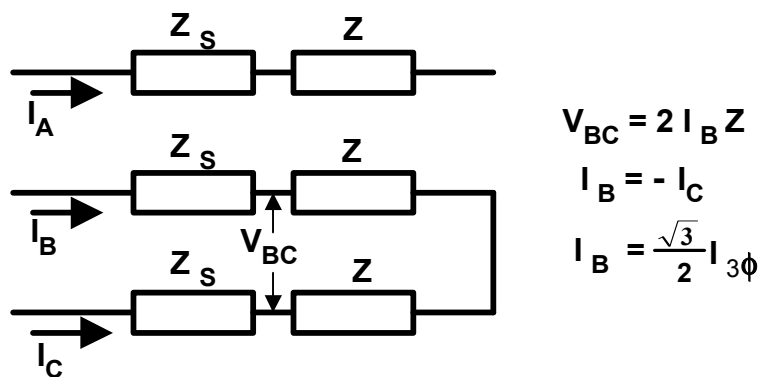 Z S Z
I A
Z S Z
I B
V BC
Z S Z
I C
V BC = 2 I B Z
I B = - I C
I B = √3/2 I 3ϕ